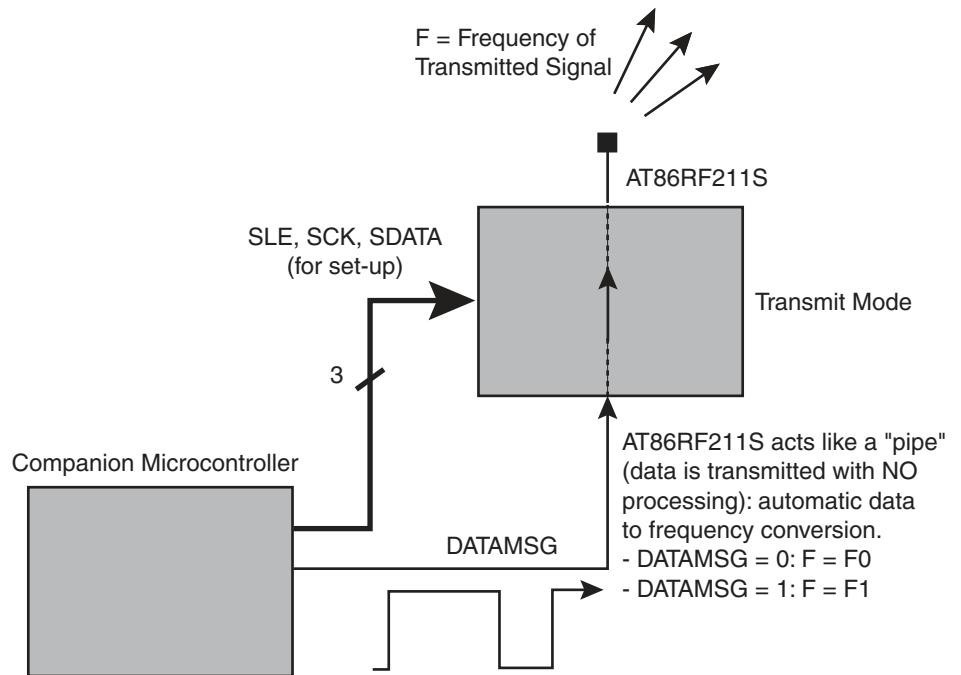 F = Frequency of
Transmitted Signal
AT86RF211S
SLE, SCK, SDATA
(for set-up)
Transmit Mode
3
Companion Microcontroller
AT86RF211S acts like a "pipe"
(data is transmitted with NO
processing): automatic data
to frequency conversion.
- DATAMSG = 0: F = F0
- DATAMSG = 1: F = F1
DATAMSG